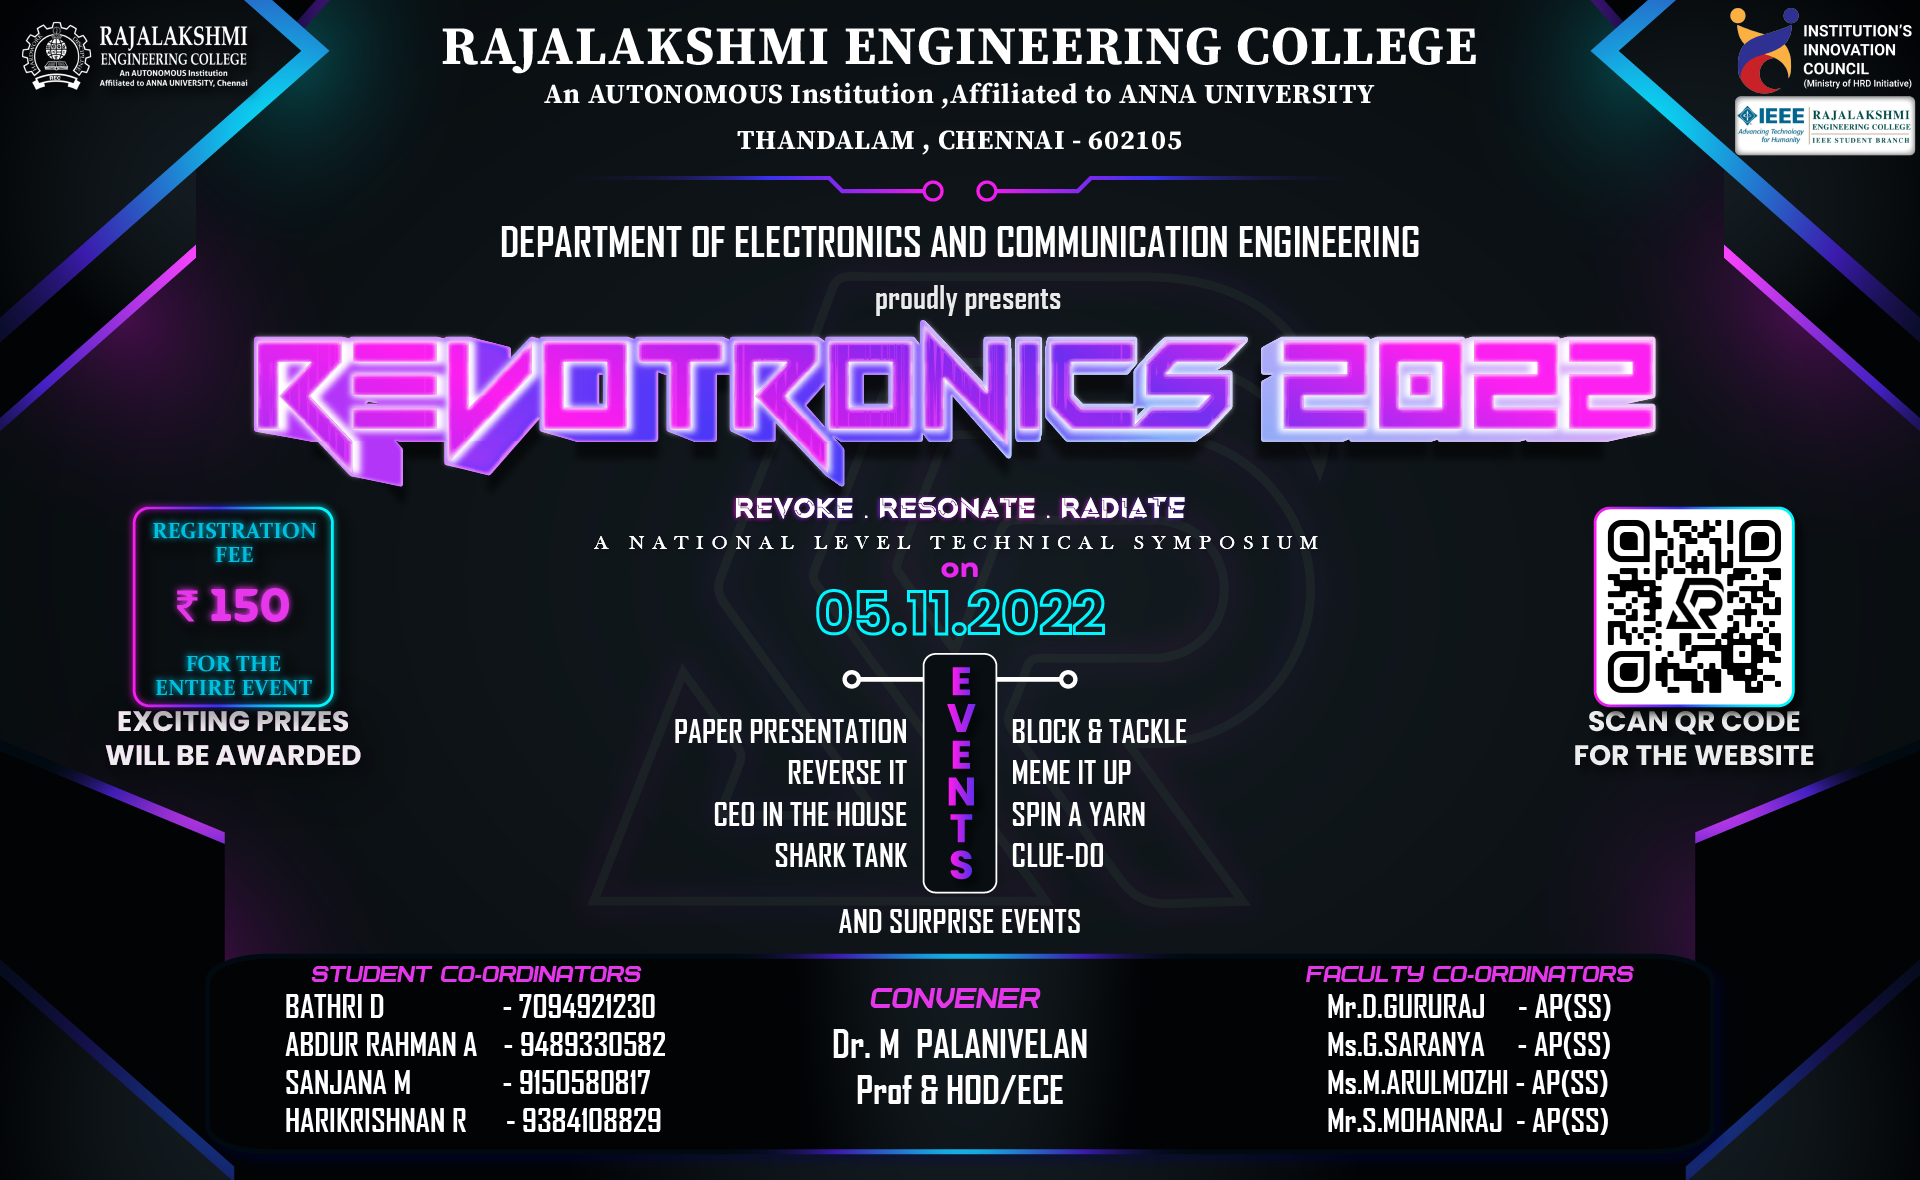 RAJALAKSHMI
ENGINEERING COLLEGE
An AUTONOMOUS Institution
Affiliated to ANNA UNIVERSITY, Chennai
RAJALAKSHMI ENGINEERING COLLEGE
An AUTONOMOUS Institution ,Affiliated to ANNA UNIVERSITY
THANDALAM , CHENNAI - 602105
INSTITUTION'S
INNOVATION
COUNCIL
(Ministry of HRD Initiative)
IEEE
Advancing Technology
for Humanity
RAJALAKSHMI
ENGINEERING COLLEGE
IEEE STUDENT BRANCH
DEPARTMENT OF ELECTRONICS AND COMMUNICATION ENGINEERING
proudly presents
REVOTRONICS 2022
REVOKE . RESONATE . RADIATE
A NATIONAL LEVEL TECHNICAL SYMPOSIUM
on
05.11.2022
REGISTRATION
FEE
₹ 150
FOR THE
ENTIRE EVENT
EXCITING PRIZES
WILL BE AWARDED
EVENTS
PAPER PRESENTATION
REVERSE IT
CEO IN THE HOUSE
SHARK TANK
BLOCK & TACKLE
MEME IT UP
SPIN A YARN
CLUE-DO
AND SURPRISE EVENTS
SCAN QR CODE
FOR THE WEBSITE
STUDENT CO-ORDINATORS
BATHRI D - 7094921230
ABDUR RAHMAN A - 9489330582
SANJANA M - 9150580817
HARIKRISHNAN R - 9384108829
CONVENER
Dr. M PALANIVELAN
Prof & HOD/ECE
FACULTY CO-ORDINATORS
Mr.D.GURURAJ - AP(SS)
Ms.G.SARANYA - AP(SS)
Ms.M.ARULMOZHI - AP(SS)
Mr.S.MOHANRAJ - AP(SS)